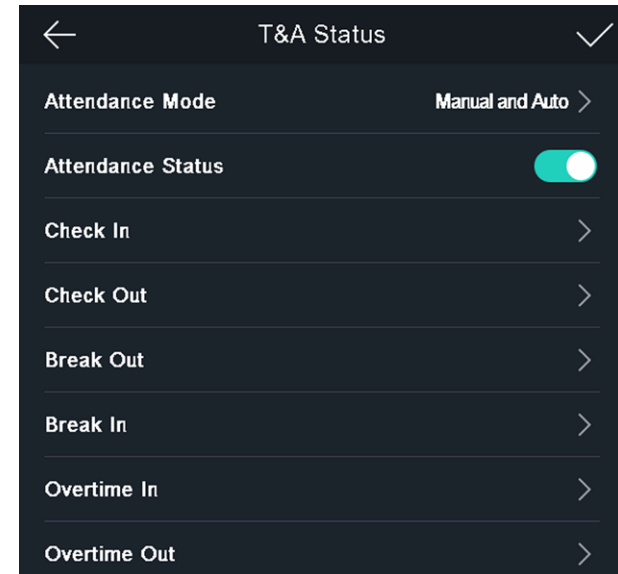 T&A Status
Attendance Mode Manual and Auto
Attendance Status
Check In
Check Out
Break Out
Break In
Overtime In
Overtime Out